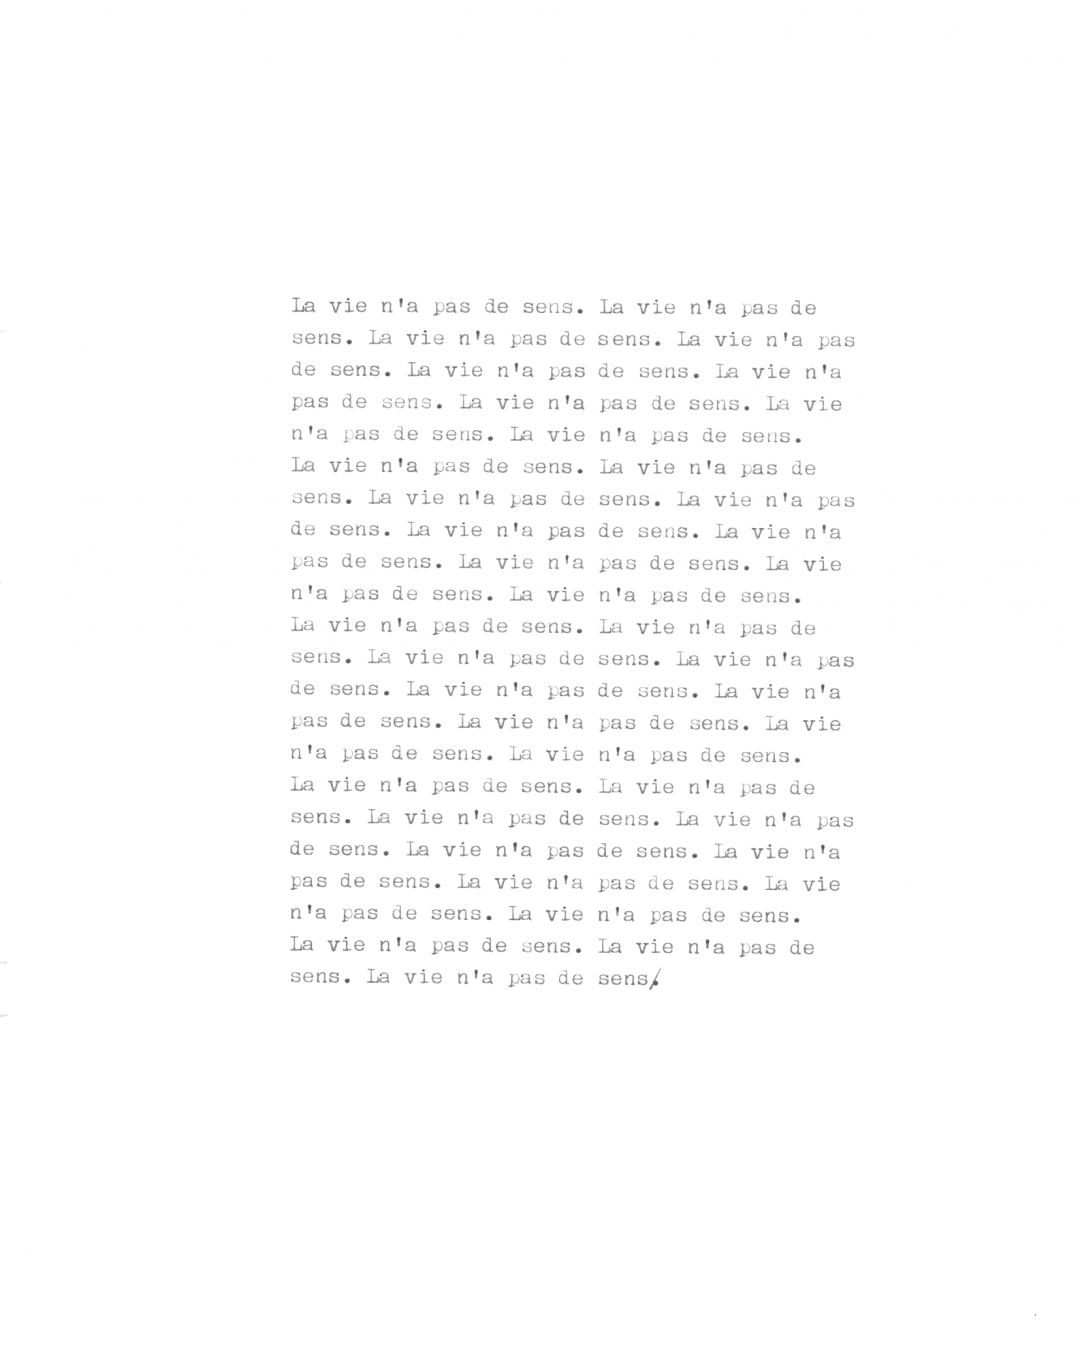 La vie n'a pas de sens. La vie n'a pas de
sens. La vie n'a pas de sens. La vie n'a pas
de sens. La vie n'a pas de sens. La vie n'a
pas de sens. La vie n'a pas de sens. La vie
n'a pas de sens. La vie n'a pas de sens.
La vie n'a pas de sens. La vie n'a pas de
sens. La vie n'a pas de sens. La vie n'a pas
de sens. La vie n'a pas de sens. La vie n'a
pas de sens. La vie n'a pas de sens. La vie
n'a pas de sens. La vie n'a pas de sens.
La vie n'a pas de sens. La vie n'a pas de
sens. La vie n'a pas de sens. La vie n'a pas
de sens. La vie n'a pas de sens. La vie n'a
pas de sens. La vie n'a pas de sens. La vie
n'a pas de sens. La vie n'a pas de sens.
La vie n'a pas de sens. La vie n'a pas de
sens. La vie n'a pas de sens. La vie n'a pas
de sens. La vie n'a pas de sens. La vie n'a
pas de sens. La vie n'a pas de sens. La vie
n'a pas de sens. La vie n'a pas de sens.
La vie n'a pas de sens. La vie n'a pas de
sens. La vie n'a pas de sens/.